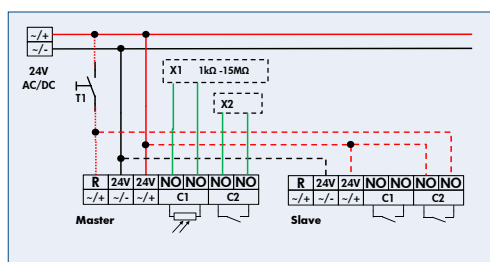 ~/+
~/-
24V
AC/DC
T1
X1 1kΩ -15MΩ
X2
R 24V 24V NO NO NO NO
~/+ ~/- ~/+ C1 C2
R 24V 24V NO NO NO NO
~/+ ~/- ~/+ C1 C2
Master
Slave